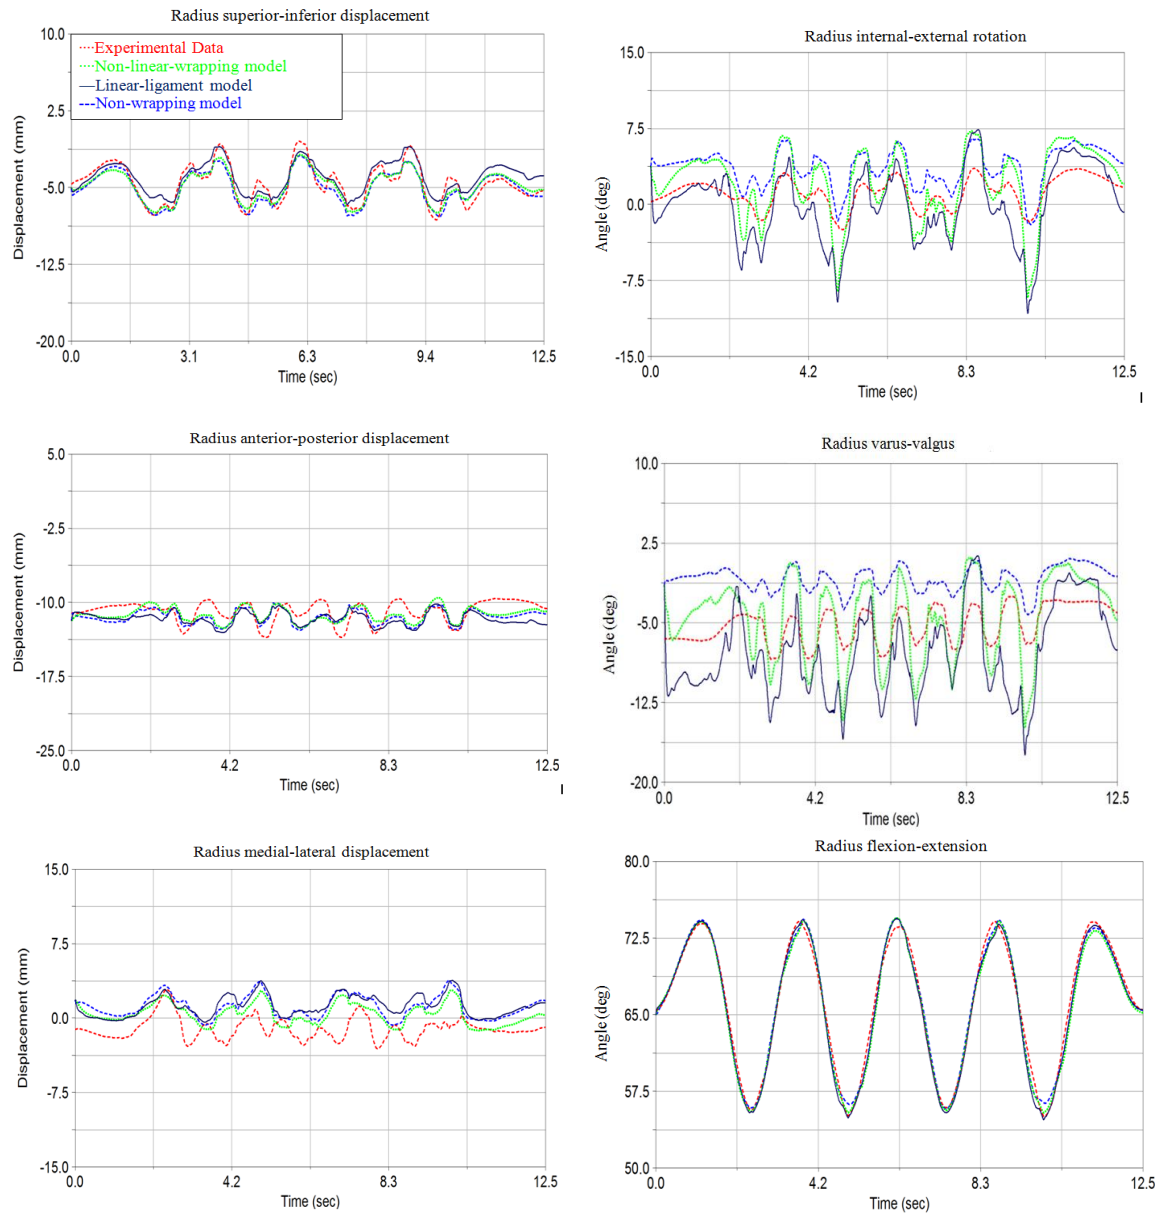 Radius superior-inferior displacement
10.0
2.5
-5.0
-12.5
-20.0
Displacement (mm)
Experimental Data
Non-linear-wrapping model
Linear-ligament model
Non-wrapping model
0.0 3.1 6.3 9.4 12.5
Time (sec)
Radius internal-external rotation
15.0
7.5
0.0
-7.5
-15.0
Angle (deg)
0.0 4.2 8.3 12.5
Time (sec)
Radius anterior-posterior displacement
5.0
-2.5
-10.0
-17.5
-25.0
Displacement (mm)
0.0 4.2 8.3 12.5
Time (sec)
Radius varus-valgus
10.0
2.5
-5.0
-12.5
-20.0
Angle (deg)
0.0 4.2 8.3 12.5
Time (sec)
Radius medial-lateral displacement
15.0
7.5
0.0
-7.5
-15.0
Displacement (mm)
0.0 4.2 8.3 12.5
Time (sec)
Radius flexion-extension
80.0
72.5
65.0
57.5
50.0
Angle (deg)
0.0 4.2 8.3 12.5
Time (sec)